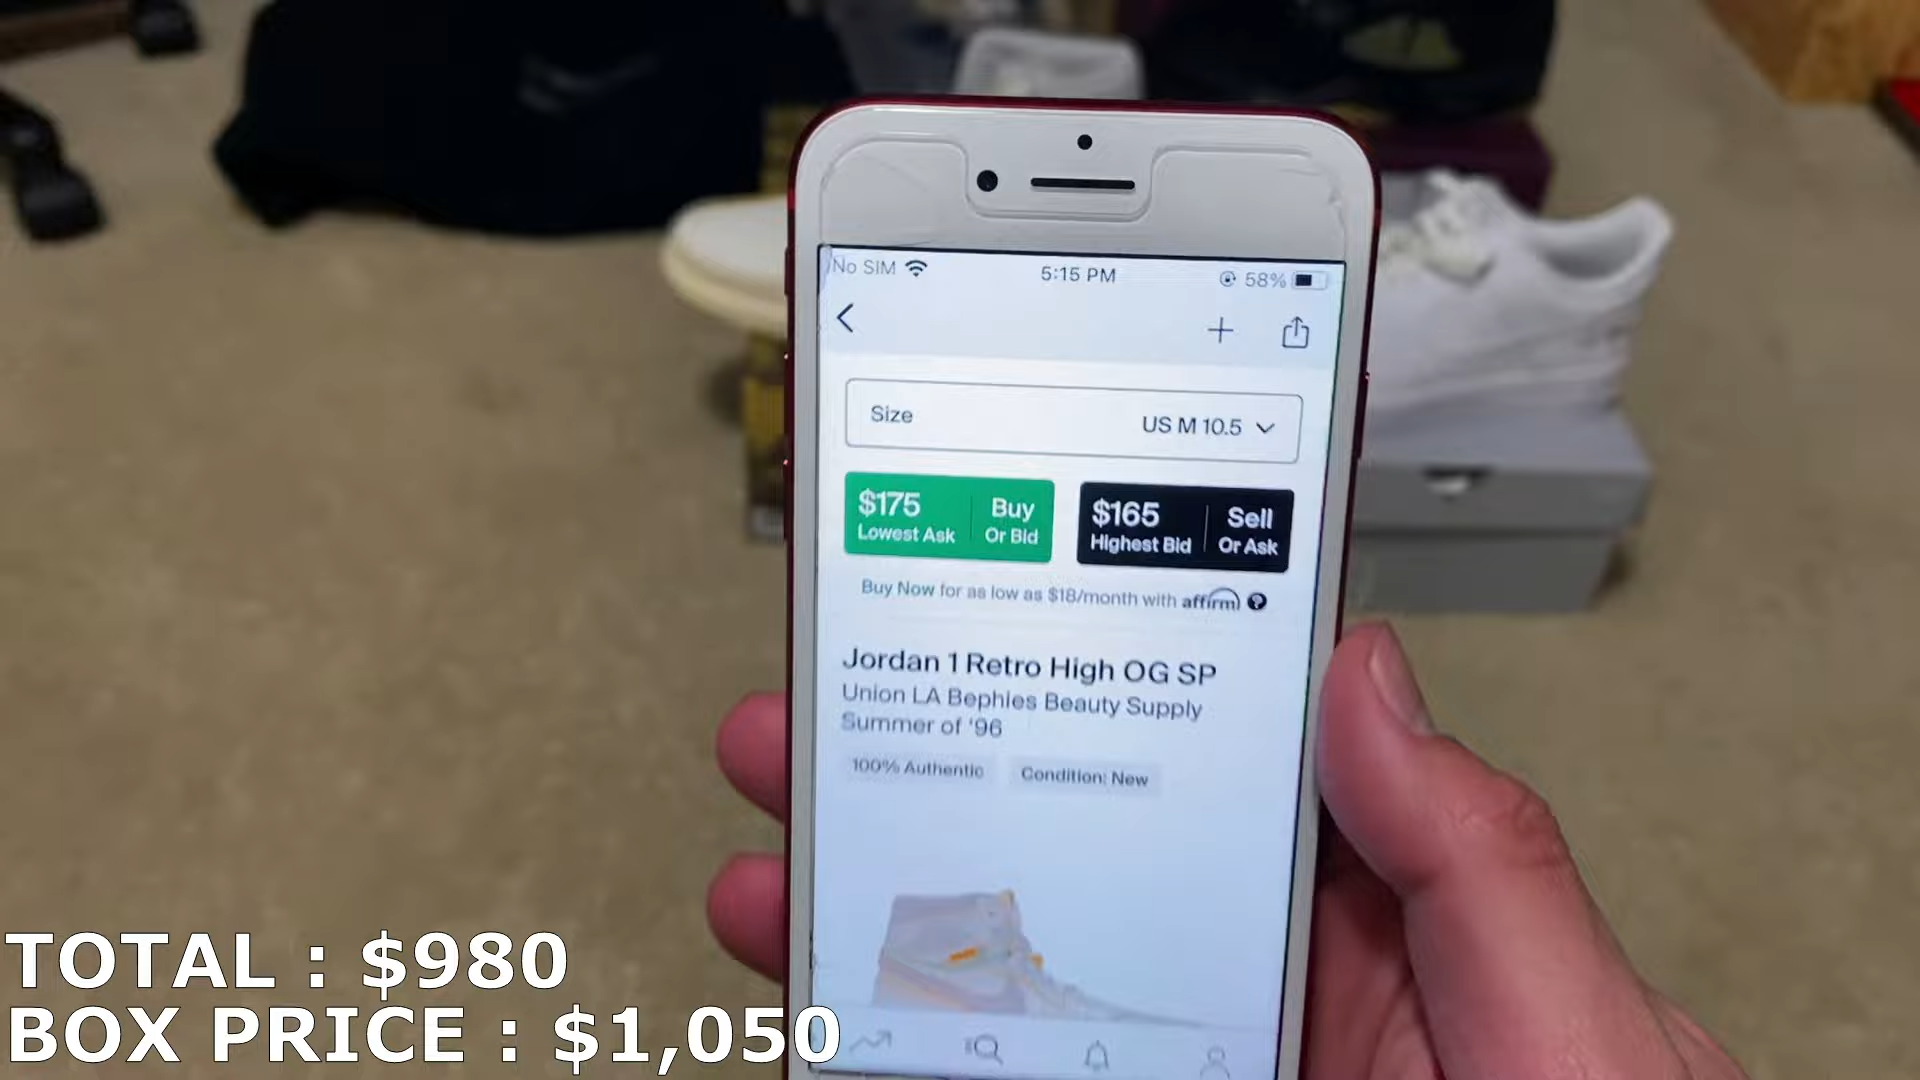 No SIM 5:15 PM 58%
Size US M 10.5
$175 Buy $165 Sell
Lowest Ask Or Bid Highest Bid Or Ask
Buy Now for as low as $18/month with affirm
Jordan 1 Retro High OG SP
Union LA Bephies Beauty Supply
Summer of ‘96
100% Authentic Condition: New
TOTAL : $980
BOX PRICE : $1,050